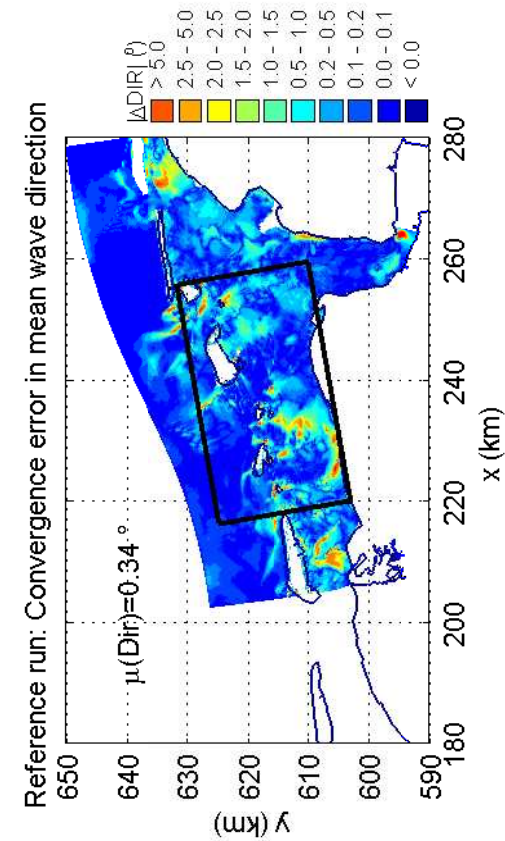 Reference run: Convergence error in mean wave direction
650
640
630
620
610
600
590
y (km)
180
200
220
240
260
280
x (km)
μ(Dir)=0.34 °
|ΔDIR| (º)
> 5.0
2.5 - 5.0
2.0 - 2.5
1.5 - 2.0
1.0 - 1.5
0.5 - 1.0
0.2 - 0.5
0.1 - 0.2
0.0 - 0.1
< 0.0